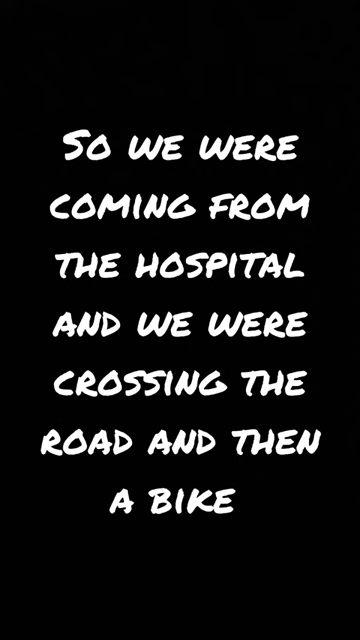 So we were
coming from
the hospital
and we were
crossing the
road and then
a bike